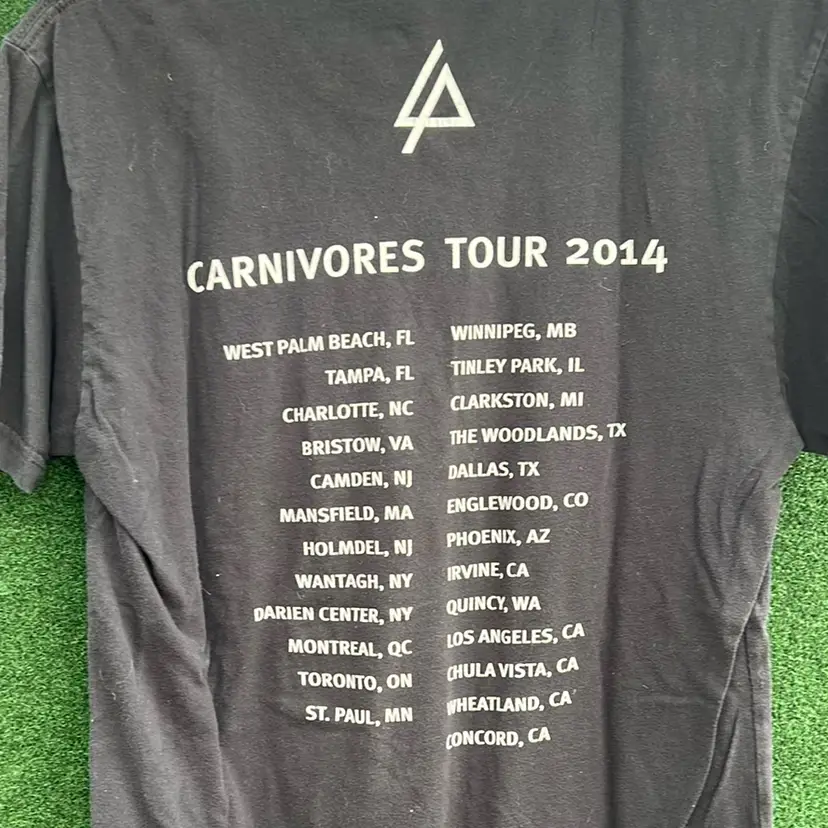 CARNIVORES TOUR 2014
WEST PALM BEACH, FL
TAMPA, FL
CHARLOTTE, NC
BRISTOW, VA
CAMDEN, NJ
MANSFIELD, MA
HOLMDEL, NJ
WANTAGH, NY
DARIEN CENTER, NY
MONTREAL, QC
TORONTO, ON
ST. PAUL, MN
WINNIPEG, MB
TINLEY PARK, IL
CLARKSTON, MI
THE WOODLANDS, TX
DALLAS, TX
ENGLEWOOD, CO
PHOENIX, AZ
IRVINE, CA
QUINCY, WA
LOS ANGELES, CA
CHULA VISTA, CA
WHEATLAND, CA
CONCORD, CA